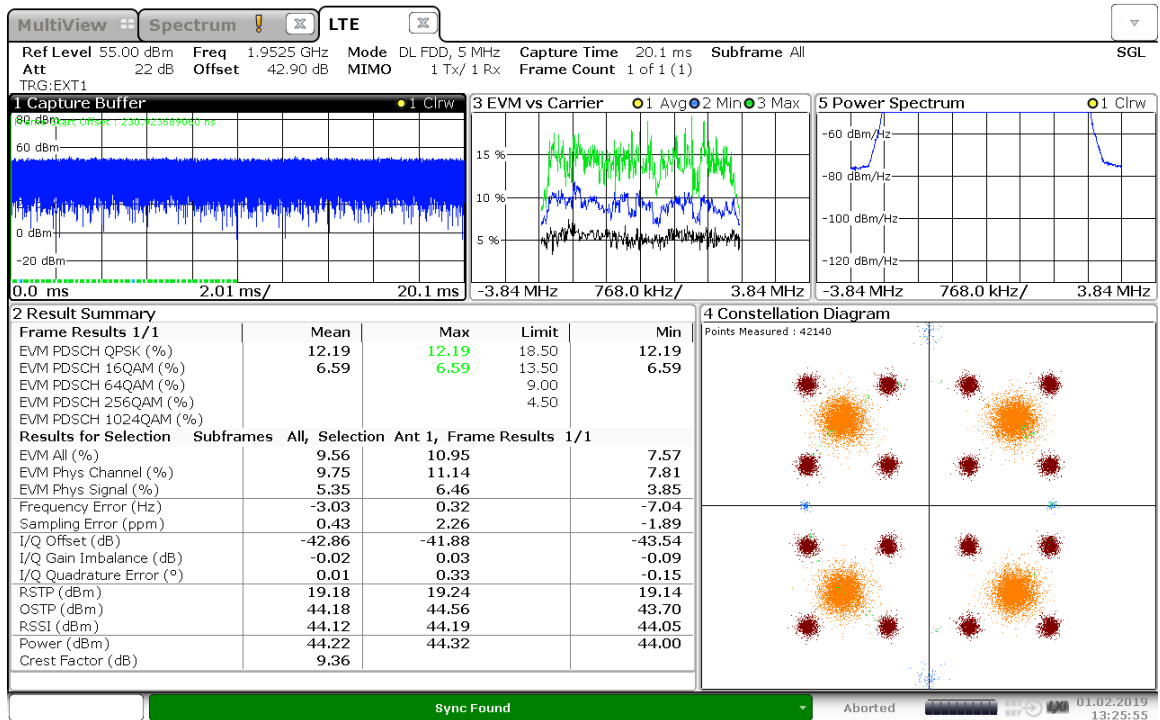 MultiView Spectrum ! X LTE X
Ref Level 55.00 dBm Freq 1.9525 GHz Mode DL FDD, 5 MHz Capture Time 20.1 ms Subframe All SGL
Att 22 dB Offset 42.90 dB MIMO 1 Tx/ 1 Rx Frame Count 1 of 1 (1)
TRG:EXT1
1 Capture Buffer 1 Clrw
80 dBm
Frame Start Offset : 230.923689060 ns
60 dBm
0 dBm
-20 dBm
0.0 ms 2.01 ms/ 20.1 ms
3 EVM vs Carrier 1 Avg 2 Min 3 Max
15 %
10 %
5 %
-3.84 MHz 768.0 kHz/ 3.84 MHz
5 Power Spectrum 1 Clrw
-60 dBm/Hz
-80 dBm/Hz
-100 dBm/Hz
-120 dBm/Hz
-3.84 MHz 768.0 kHz/ 3.84 MHz
2 Result Summary
Frame Results 1/1 Mean Max Limit Min
EVM PDSCH QPSK (%) 12.19 12.19 18.50 12.19
EVM PDSCH 16QAM (%) 6.59 6.59 13.50 6.59
EVM PDSCH 64QAM (%) 9.00
EVM PDSCH 256QAM (%) 4.50
EVM PDSCH 1024QAM (%)
Results for Selection Subframes All, Selection Ant 1, Frame Results 1/1
EVM All (%) 9.56 10.95 7.57
EVM Phys Channel (%) 9.75 11.14 7.81
EVM Phys Signal (%) 5.35 6.46 3.85
Frequency Error (Hz) -3.03 0.32 -7.04
Sampling Error (ppm) 0.43 2.26 -1.89
I/Q Offset (dB) -42.86 -41.88 -43.54
I/Q Gain Imbalance (dB) -0.02 0.03 -0.09
I/Q Quadrature Error (°) 0.01 0.33 -0.15
RSTP (dBm) 19.18 19.24 19.14
OSTP (dBm) 44.18 44.56 43.70
RSSI (dBm) 44.12 44.19 44.05
Power (dBm) 44.22 44.32 44.00
Crest Factor (dB) 9.36
4 Constellation Diagram
Points Measured : 42140
Sync Found Aborted EXT REF LXI 01.02.2019
13:25:55